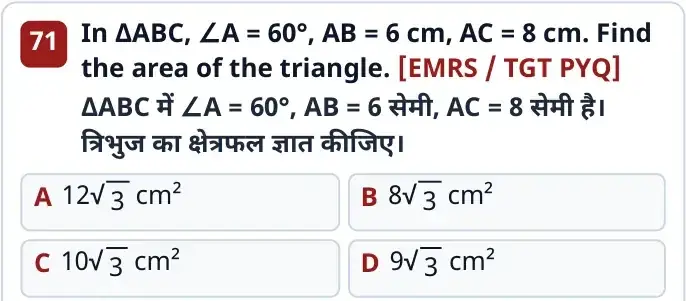 71 In ΔABC, ∠A = 60°, AB = 6 cm, AC = 8 cm. Find
the area of the triangle. [EMRS / TGT PYQ]
ΔABC में ∠A = 60°, AB = 6 सेमी, AC = 8 सेमी है।
त्रिभुज का क्षेत्रफल ज्ञात कीजिए।
A 12√3 cm² B 8√3 cm²
C 10√3 cm² D 9√3 cm²